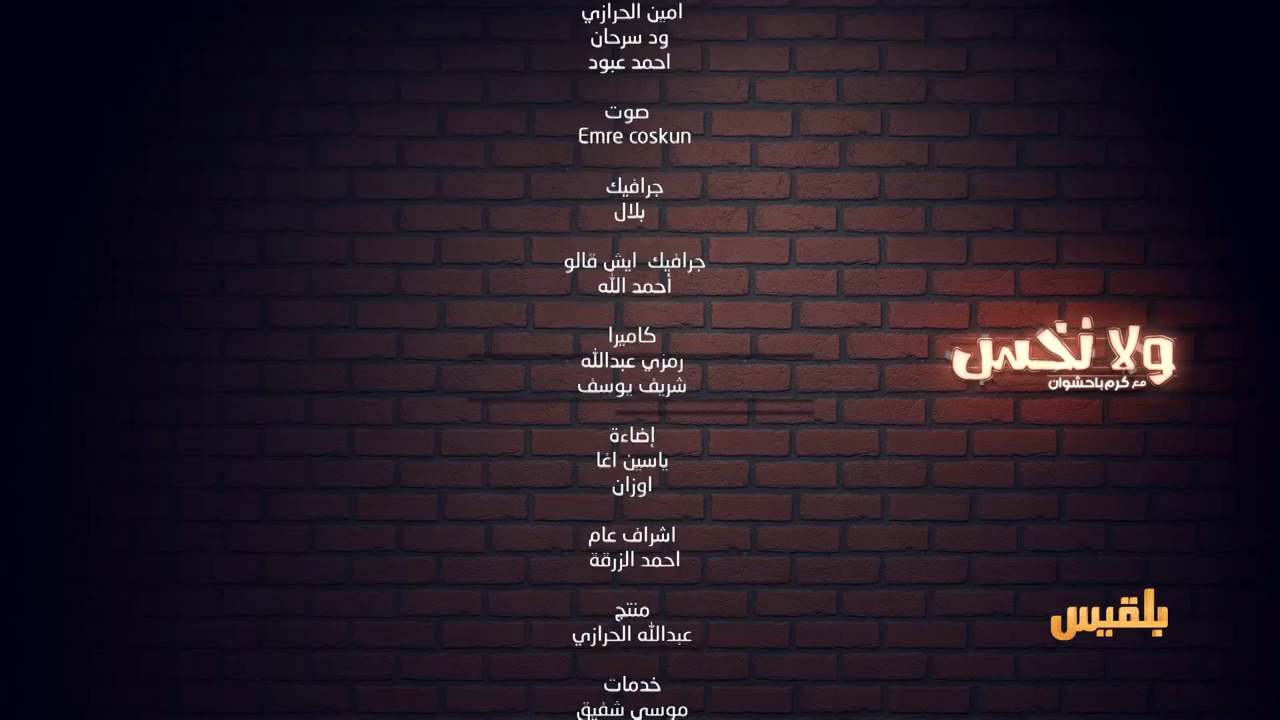 امين الحرازي
ود سرحان
احمد عبود
صوت
Emre coskun
جرافيك
بلال
جرافيك ايش قالو
أحمد الله
كاميرا
رمزي عبدالله
شريف يوسف
إضاءة
ياسين اغا
اوزان
اشراف عام
احمد الزرقة
منتج
عبدالله الحرازي
خدمات
موسي شفيق
ولا نخس
مع كرم باحشوان
بلقيس